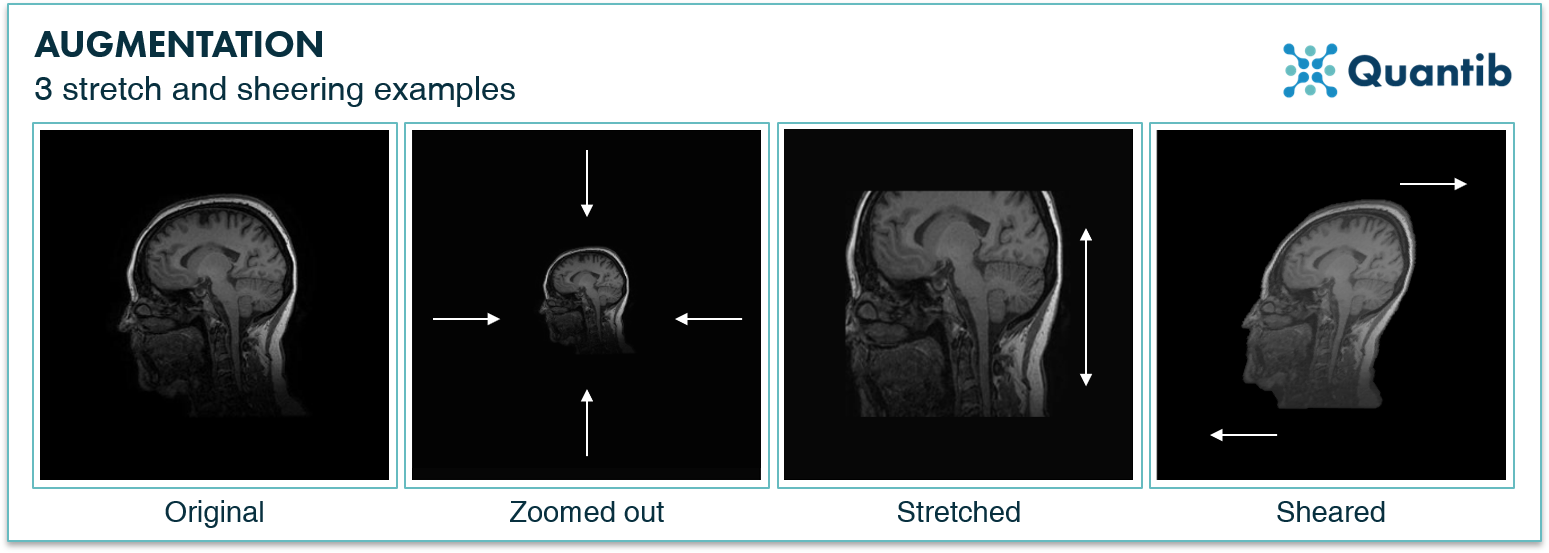 AUGMENTATION
3 stretch and sheering examples
Quantib
Original
Zoomed out
Stretched
Sheared